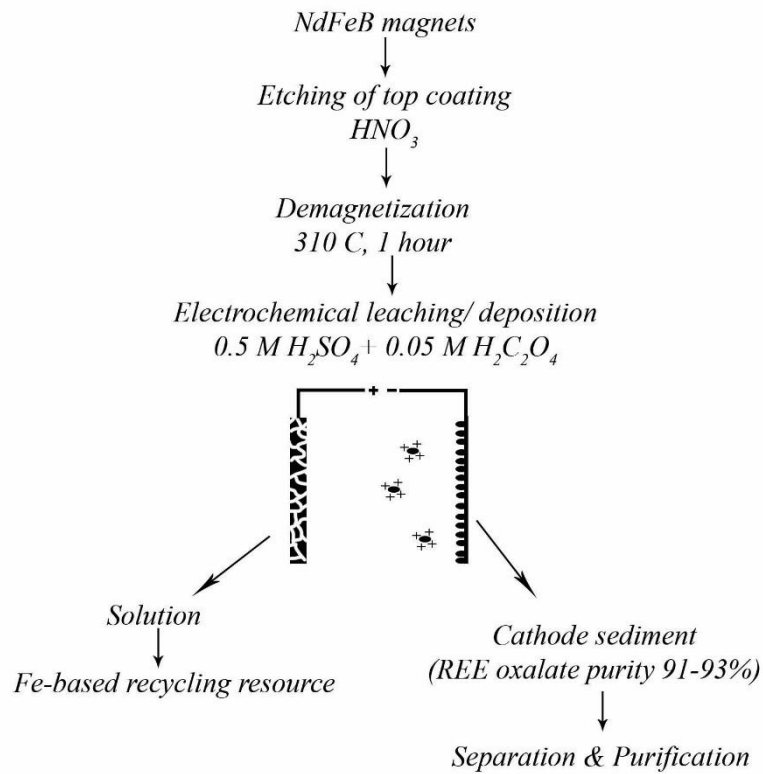 NdFeB magnets
Etching of top coating
HNO₃
Demagnetization
310 C, 1 hour
Electrochemical leaching/ deposition
0.5 M H₂SO₄+ 0.05 M H₂C₂O₄
+ -
Solution
Fe-based recycling resource
Cathode sediment
(REE oxalate purity 91-93%)
Separation & Purification